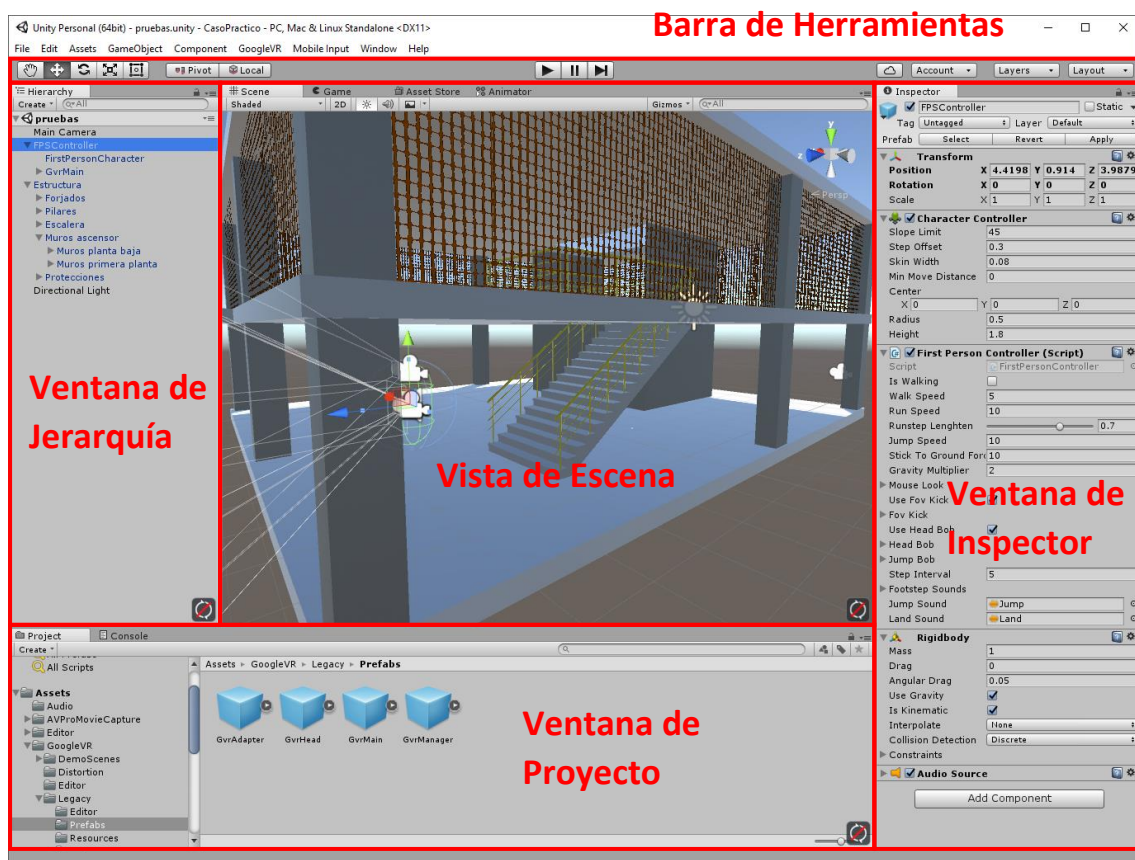 Unity Personal (64bit) - pruebas.unity - CasoPractico - PC, Mac & Linux Standalone <DX11>
Barra de Herramientas
File Edit Assets GameObject Component GoogleVR Mobile Input Window Help
Pivot Local Account Layers Layout
Hierarchy
Create All
pruebas
Main Camera
FPSController
FirstPersonCharacter
GvrMain
Estructura
Forjados
Pilares
Escalera
Muros ascensor
Muros planta baja
Muros primera planta
Protecciones
Directional Light
Ventana de
Jerarquía
Scene Game Asset Store Animator
Shaded 2D Gizmos All
y
z
Persp
Vista de Escena
Inspector
FPSController Static
Tag Untagged Layer Default
Prefab Select Revert Apply
Transform
Position X 4.4198 Y 0.914 Z 3.9879
Rotation X 0 Y 0 Z 0
Scale X 1 Y 1 Z 1
Character Controller
Slope Limit 45
Step Offset 0.3
Skin Width 0.08
Min Move Distance 0
Center
X 0 Y 0 Z 0
Radius 0.5
Height 1.8
First Person Controller (Script)
Script FirstPersonController
Is Walking
Walk Speed 5
Run Speed 10
Runstep Lenghten 0.7
Jump Speed 10
Stick To Ground For 10
Gravity Multiplier 2
Mouse Look
Use Fov Kick
Fov Kick
Use Head Bob
Head Bob
Jump Bob
Step Interval 5
Footstep Sounds
Jump Sound Jump
Land Sound Land
Ventana de
Inspector
Rigidbody
Mass 1
Drag 0
Angular Drag 0.05
Use Gravity
Is Kinematic
Interpolate None
Collision Detection Discrete
Constraints
Audio Source
Add Component
Project Console
Create
All Scripts
Assets
Audio
AVProMovieCapture
Editor
GoogleVR
DemoScenes
Distortion
Editor
Legacy
Editor
Prefabs
Resources
Assets GoogleVR Legacy Prefabs
GvrAdapter GvrHead GvrMain GvrManager
Ventana de
Proyecto